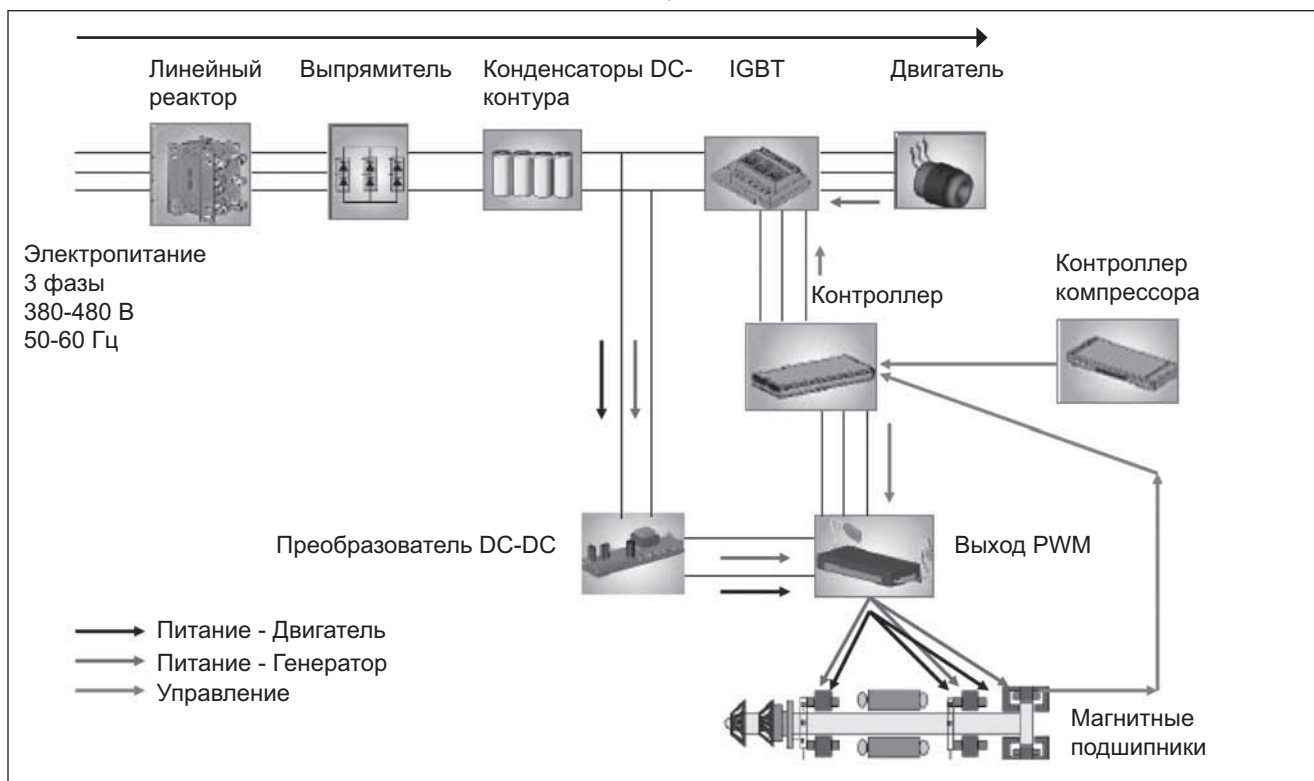 Линейный
реактор
Выпрямитель
Конденсаторы DC-
контура
IGBT
Двигатель
Электропитание
3 фазы
380-480 В
50-60 Гц
Контроллер
Контроллер
компрессора
Преобразователь DC-DC
Выход PWM
Питание - Двигатель
Питание - Генератор
Управление
Магнитные
подшипники